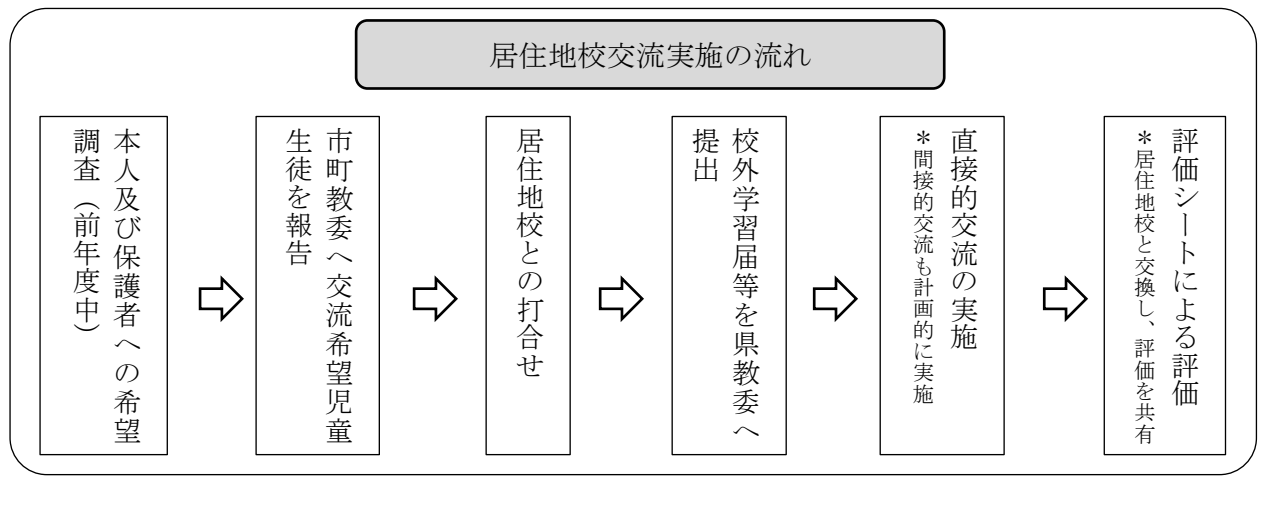 居住地校交流実施の流れ
本人及び保護者への希望
調査（前年度中）
市町教委へ交流希望児童
生徒を報告
居住地校との打合せ
校外学習届等を県教委へ
提出
直接的交流の実施
＊間接的交流も計画的に実施
評価シートによる評価
＊居住地校と交換し、評価を共有